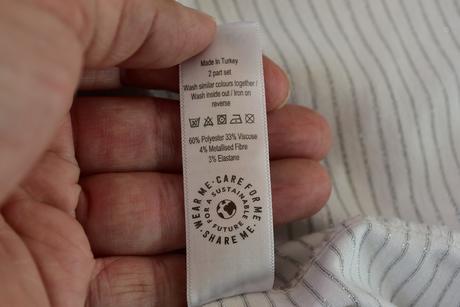 Made In Turkey
2 part set
Wash similar colours together /
Wash inside out / Iron on
reverse
60% Polyester 33% Viscose
4% Metallised Fibre
3% Elastane
WEAR ME · CARE FOR ME · SHARE ME ·
FOR A SUSTAINABLE FUTURE